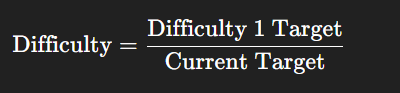 Difficulty = Difficulty 1 Target / Current Target